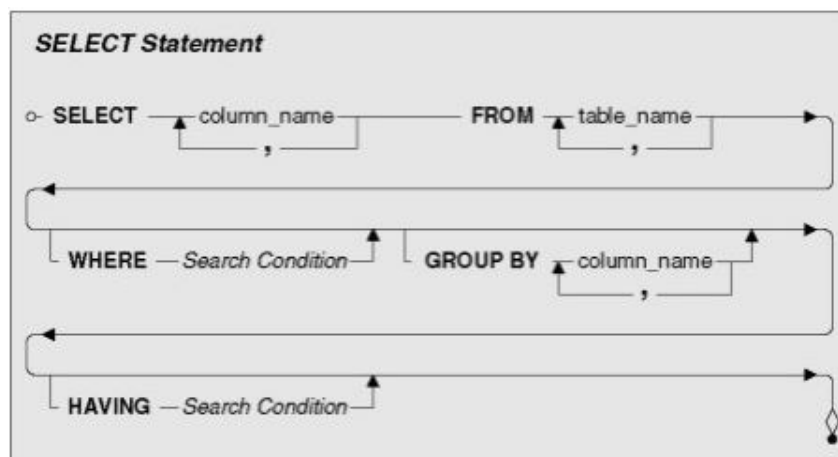 SELECT Statement
SELECT column_name FROM table_name
, ,
WHERE Search Condition GROUP BY column_name
,
HAVING Search Condition